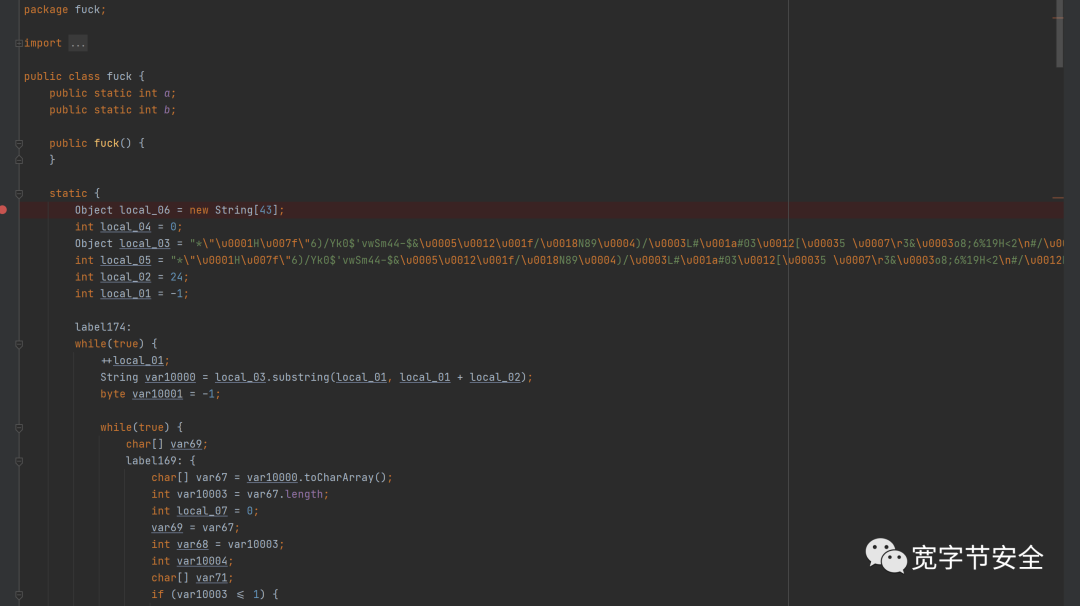 package fuck;
import ...
public class fuck {
public static int a;
public static int b;
public fuck() {
}
static {
Object local_06 = new String[43];
int local_04 = 0;
Object local_03 = "*\"\u0001H\u007f\"6)/Yk0$'vwSm44-$&\u0005\u0012\u001f/\u0018N89\u0004)/\u0003L#\u001a#03\u0012[\u00035 \u0007\r3&\u0003o8;6%19H<2\n#/\u00
int local_05 = "*\"\u0001H\u007f\"6)/Yk0$'vwSm44-$&\u0005\u0012\u001f/\u0018N89\u0004)/\u0003L#\u001a#03\u0012[\u00035 \u0007\r3&\u0003o8;6%19H<2\n#/\u0012
int local_02 = 24;
int local_01 = -1;
label174:
while(true) {
++local_01;
String var10000 = local_03.substring(local_01, local_01 + local_02);
byte var10001 = -1;
while(true) {
char[] var69;
label169: {
char[] var67 = var10000.toCharArray();
int var10003 = var67.length;
int local_07 = 0;
var69 = var67;
int var68 = var10003;
int var10004;
char[] var71;
if (var10003 <= 1) {
宽字节安全